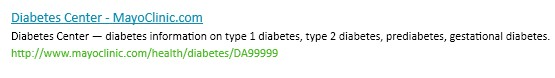 Diabetes Center - MayoClinic.com
Diabetes Center — diabetes information on type 1 diabetes, type 2 diabetes, prediabetes, gestational diabetes.
http://www.mayoclinic.com/health/diabetes/DA99999